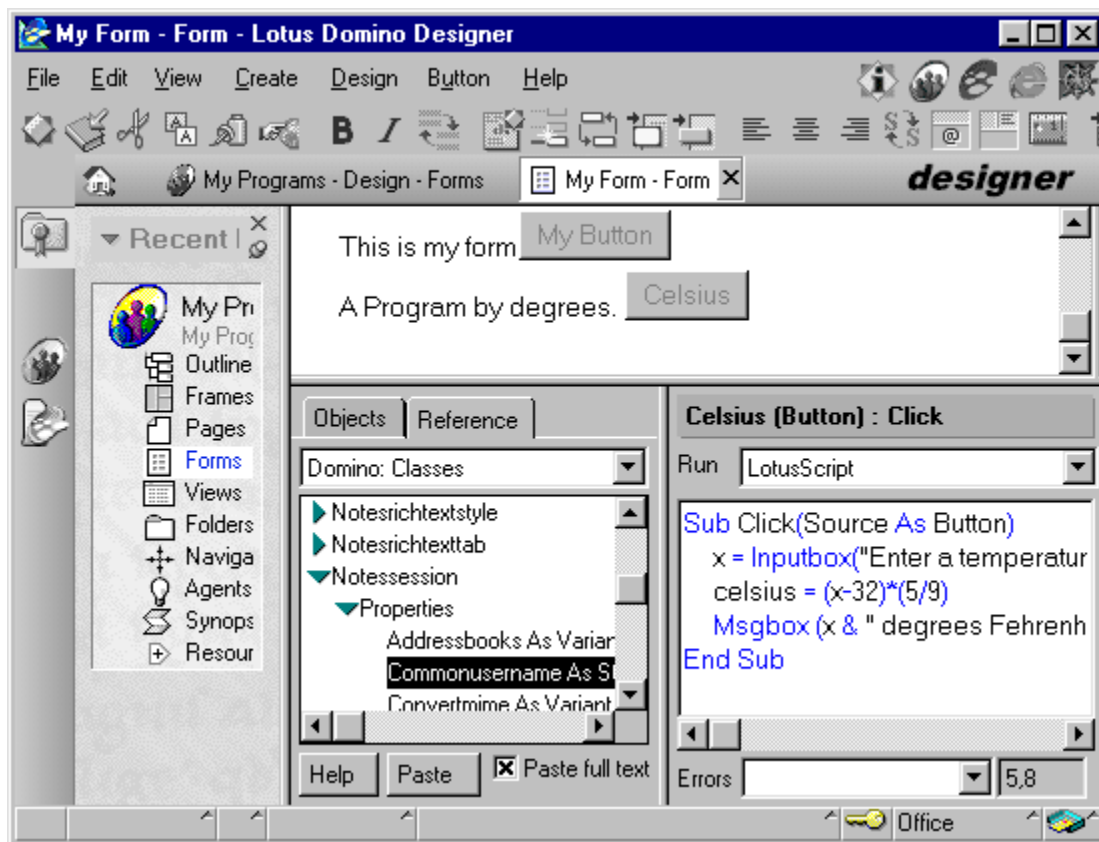 My Form - Form - Lotus Domino Designer
File Edit View Create Design Button Help
My Programs - Design - Forms My Form - Form designer
Recent
This is my form My Button
A Program by degrees. Celsius
My Pri
My Prog
Outline
Frames
Pages
Forms
Views
Folders
Naviga
Agents
Synops
Resour
Objects Reference
Domino: Classes
Notesrichtextstyle
Notesrichtexttab
Notessession
Properties
Addressbooks As Varian
Commonusername As S
Convertmime As Variant
Help Paste Paste full text
Celsius (Button) : Click
Run LotusScript
Sub Click(Source As Button)
x = Inputbox("Enter a temperatur
celsius = (x-32)*(5/9)
Msgbox (x & " degrees Fehrenh
End Sub
Errors 5,8
Office